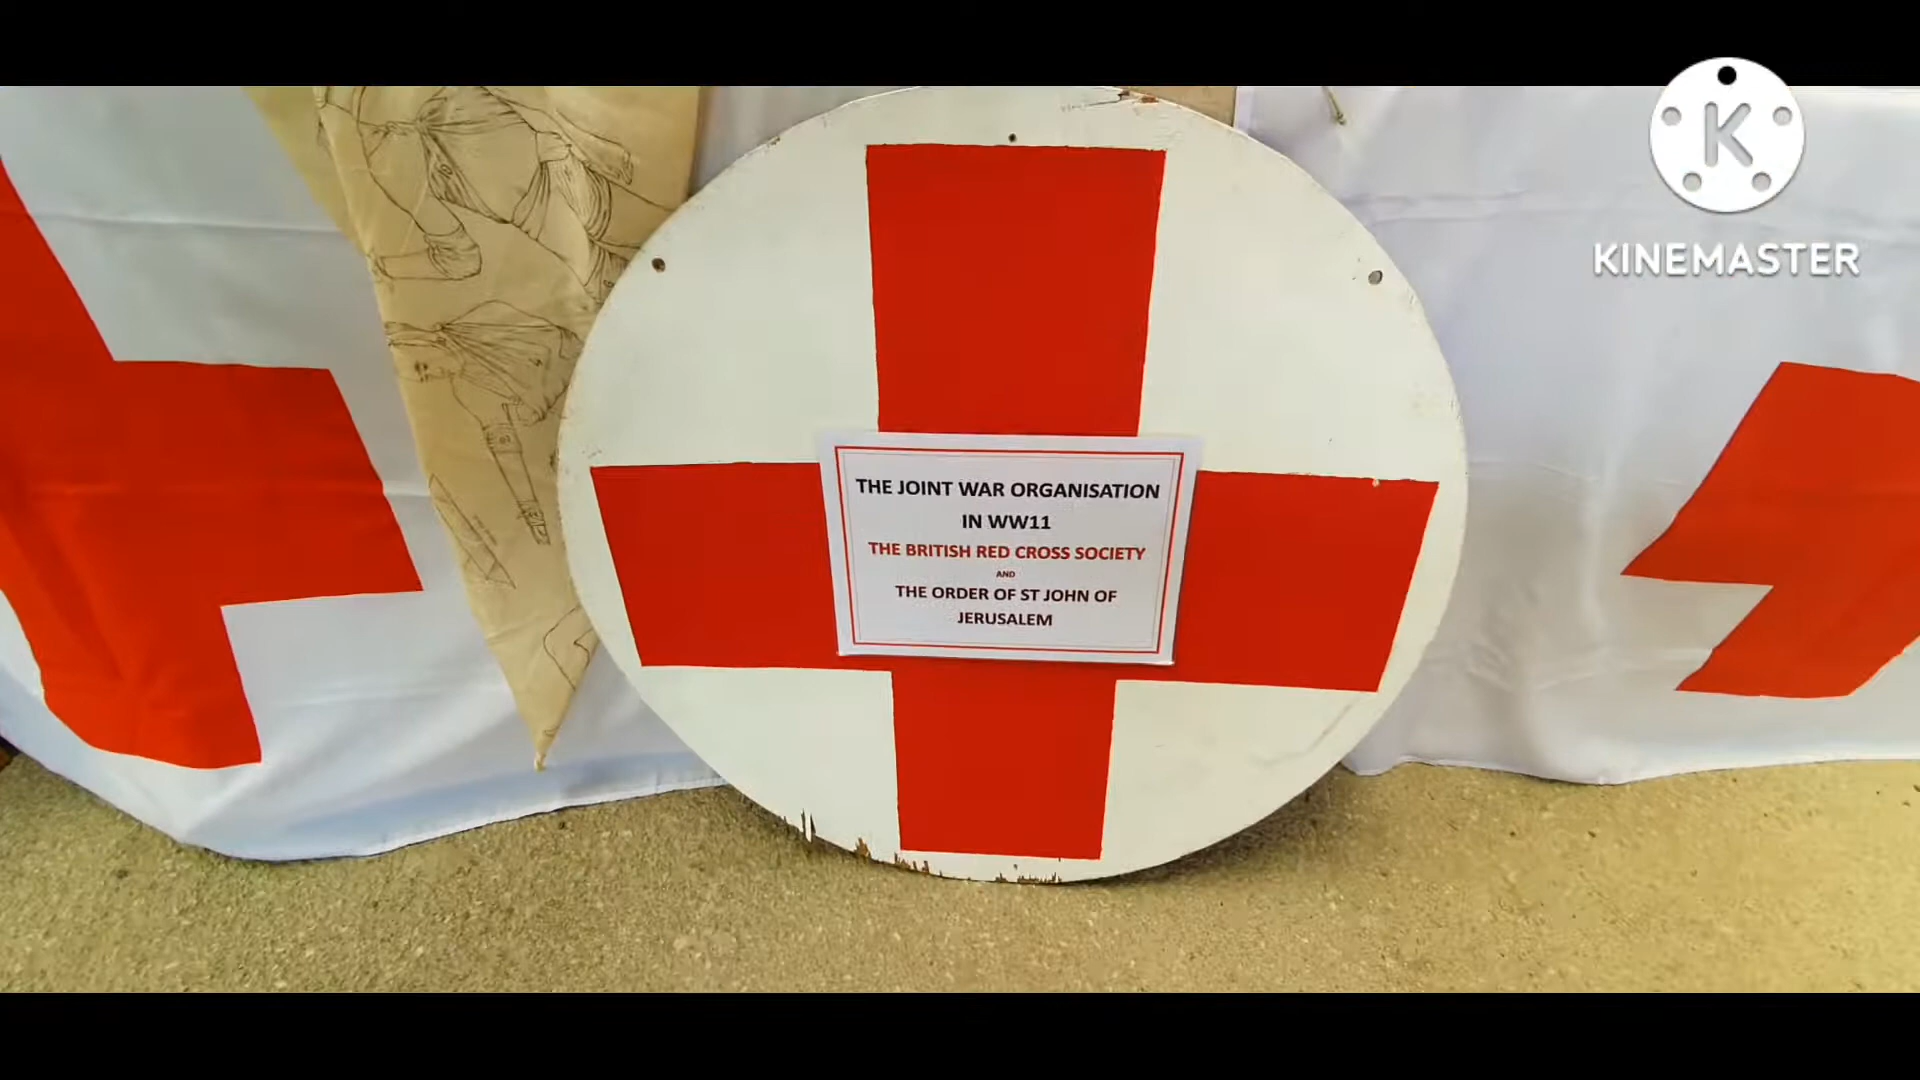 THE JOINT WAR ORGANISATION
IN WW11
THE BRITISH RED CROSS SOCIETY
AND
THE ORDER OF ST JOHN OF
JERUSALEM
K
KINEMASTER